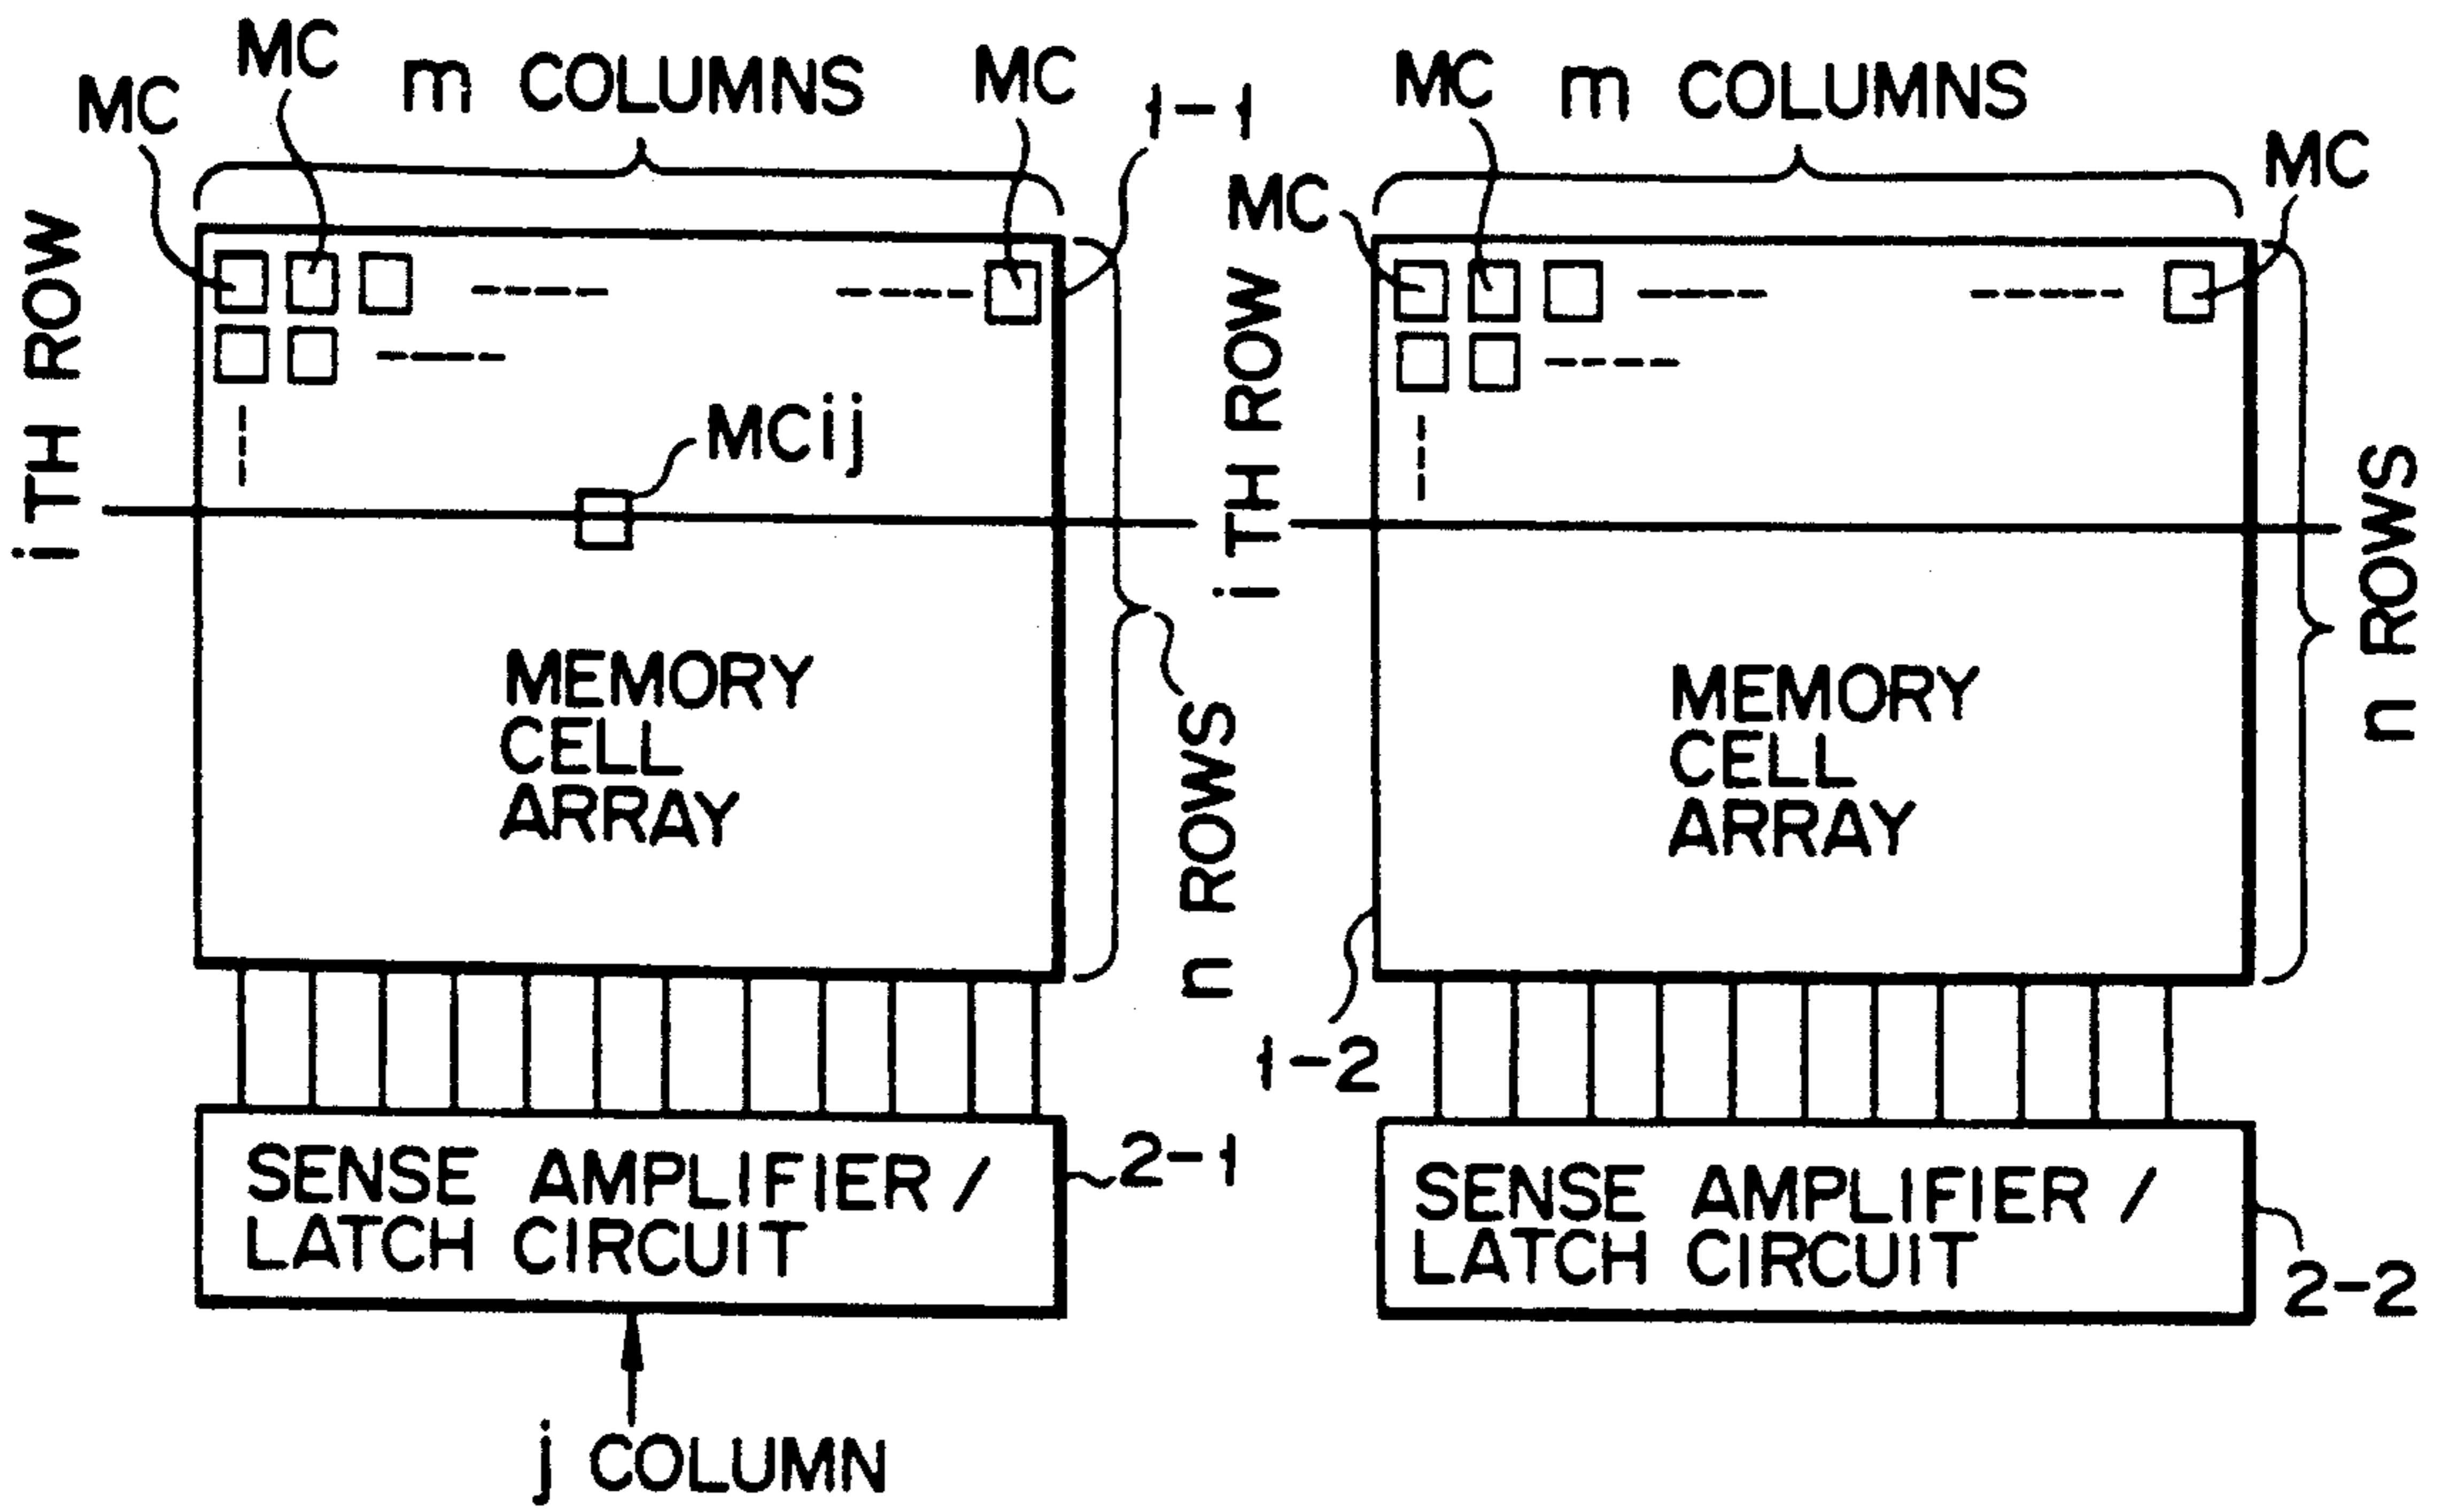 MC
MC
m COLUMNS
MC
1-1
i TH ROW
MCij
MEMORY
CELL
ARRAY
n ROWS
SENSE AMPLIFIER /
LATCH CIRCUIT
2-1
j COLUMN
MC
m COLUMNS
MC
MC
i TH ROW
MEMORY
CELL
ARRAY
n ROWS
1-2
SENSE AMPLIFIER /
LATCH CIRCUIT
2-2